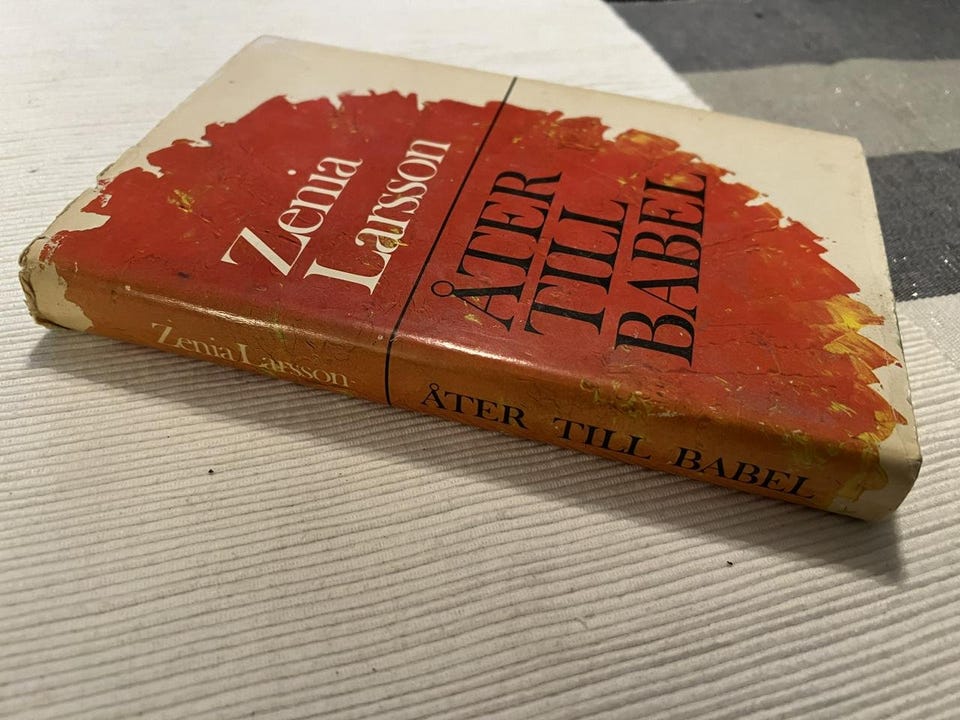 Zenia
Larsson
ÅTER
TILL
BABEL
Zenia Larsson
ÅTER TILL BABEL